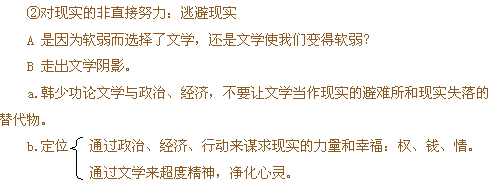 ②对现实的非直接努力：逃避现实
A 是因为软弱而选择了文学，还是文学使我们变得软弱？
B 走出文学阴影。
a.韩少功论文学与政治、经济，不要让文学当作现实的避难所和现实失落的
替代物。
b.定位 通过政治、经济、行动来谋求现实的力量和幸福：权、钱、情。
通过文学来超度精神，净化心灵。